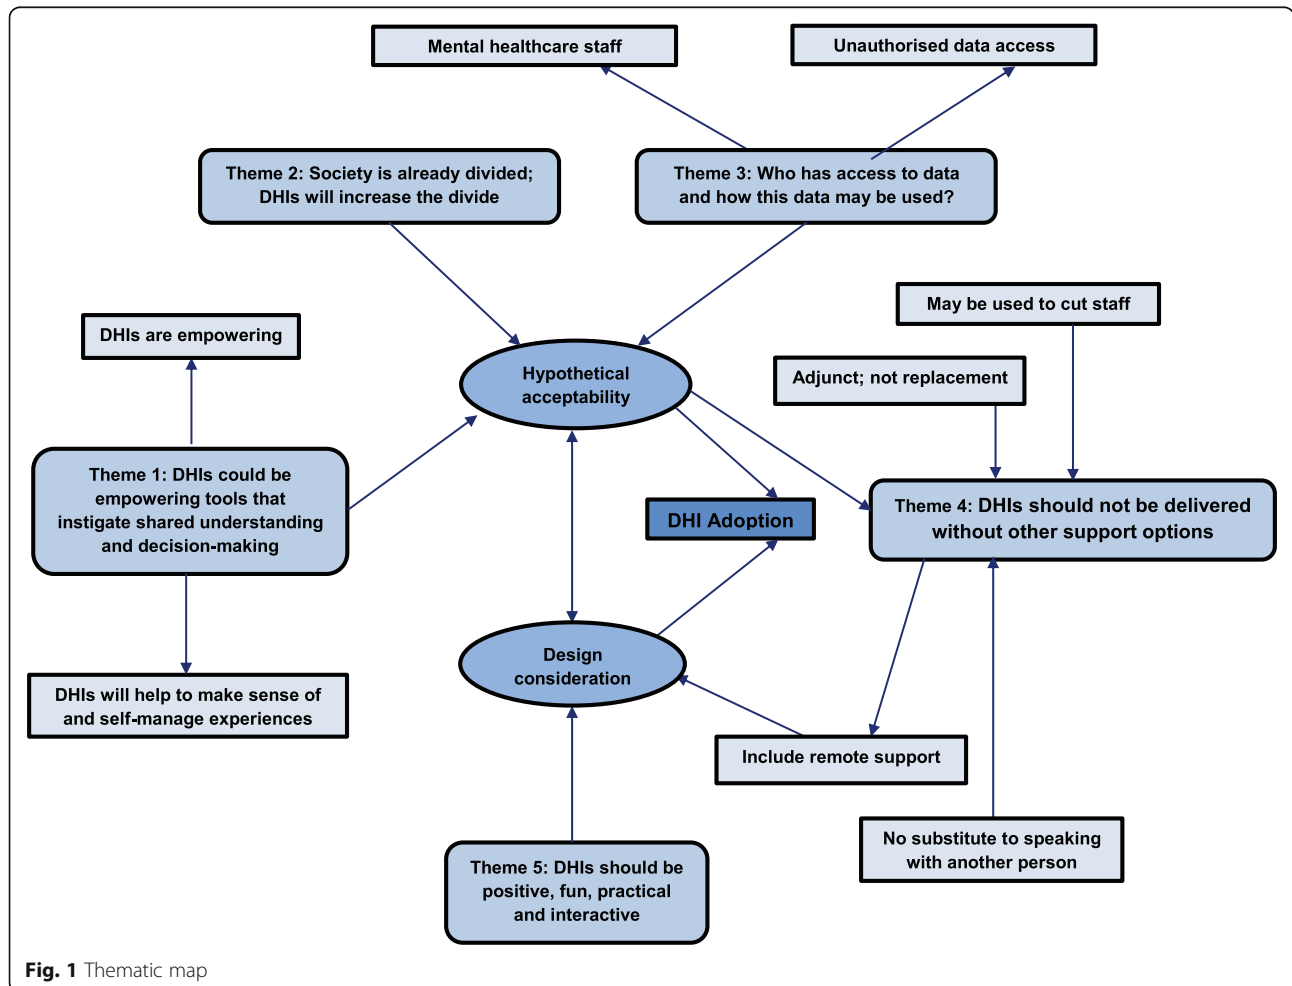 Mental healthcare staff
Unauthorised data access
Theme 2: Society is already divided;
DHIs will increase the divide
Theme 3: Who has access to data
and how this data may be used?
May be used to cut staff
DHIs are empowering
Hypothetical
acceptability
Adjunct; not replacement
Theme 1: DHIs could be
empowering tools that
instigate shared understanding
and decision-making
DHI Adoption
Theme 4: DHIs should not be delivered
without other support options
Design
consideration
DHIs will help to make sense of
and self-manage experiences
Include remote support
No substitute to speaking
with another person
Theme 5: DHIs should be
positive, fun, practical
and interactive
Fig. 1 Thematic map